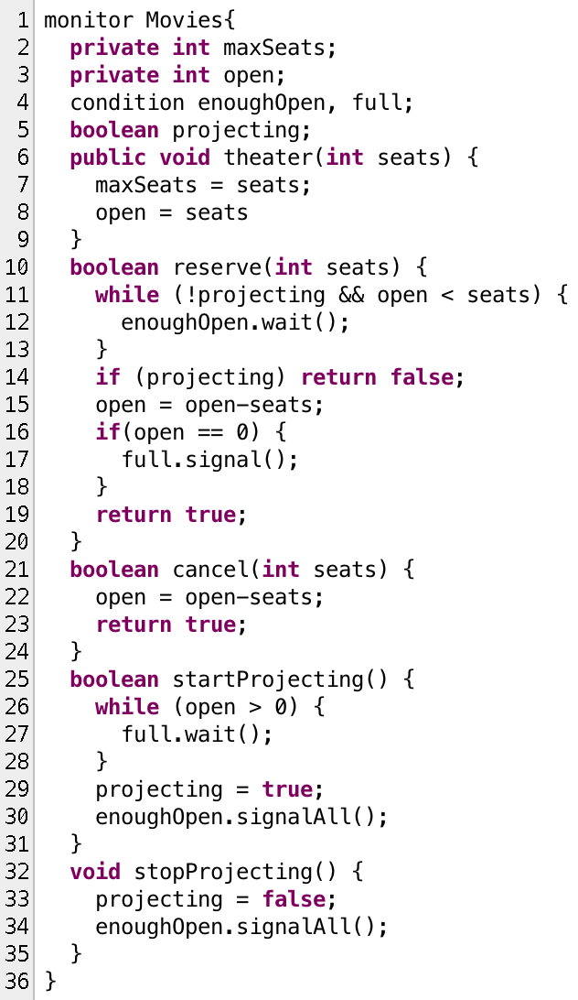 1 monitor Movies{
2   private int maxSeats;
3   private int open;
4   condition enoughOpen, full;
5   boolean projecting;
6   public void theater(int seats) {
7     maxSeats = seats;
8     open = seats
9   }
10   boolean reserve(int seats) {
11     while (!projecting && open < seats) {
12       enoughOpen.wait();
13     }
14     if (projecting) return false;
15     open = open-seats;
16     if(open == 0) {
17       full.signal();
18     }
19     return true;
20   }
21   boolean cancel(int seats) {
22     open = open-seats;
23     return true;
24   }
25   boolean startProjecting() {
26     while (open > 0) {
27       full.wait();
28     }
29     projecting = true;
30     enoughOpen.signalAll();
31   }
32   void stopProjecting() {
33     projecting = false;
34     enoughOpen.signalAll();
35   }
36 }